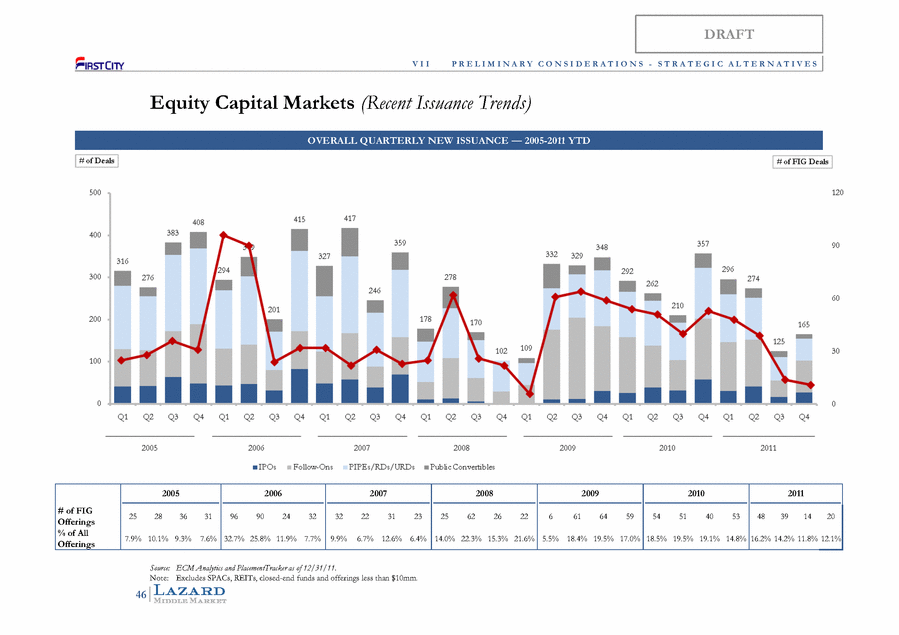 DRAFT
FIRSTCITY
VII PRELIMINARY CONSIDERATIONS - STRATEGIC ALTERNATIVES
Equity Capital Markets (Recent Issuance Trends)
OVERALL QUARTERLY NEW ISSUANCE — 2005-2011 YTD
# of Deals # of FIG Deals
500 120
417
415
408
400 90
383
359
357
348
332 329
327
316
300 60
296
294
292
278
276
274
262
246
210
201
200 30
178
170
165
125
109
102
100
0 0
Q1 Q2 Q3 Q4 Q1 Q2 Q3 Q4 Q1 Q2 Q3 Q4 Q1 Q2 Q3 Q4 Q1 Q2 Q3 Q4 Q1 Q2 Q3 Q4 Q1 Q2 Q3 Q4
2005 2006 2007 2008 2009 2010 2011
IPOs Follow-Ons PIPEs/RDs/URDs Public Convertibles
2005 2006 2007 2008 2009 2010 2011
# of FIG
Offerings
25 28 36 31 96 90 24 32 32 22 31 23 25 62 26 22 6 61 64 59 54 51 40 53 48 39 14 20
% of All
Offerings
7.9% 10.1% 9.3% 7.6% 32.7% 25.8% 11.9% 7.7% 9.9% 6.7% 12.6% 6.4% 14.0% 22.3% 15.3% 21.6% 5.5% 18.4% 19.5% 17.0% 18.5% 19.5% 19.1% 14.8% 16.2% 14.2% 11.8% 12.1%
Source: ECM Analytics and PlacementTracker as of 12/31/11.
Note: Excludes SPACs, REITs, closed-end funds and offerings less than $10mm
46 LAZARD
MIDDLE MARKET